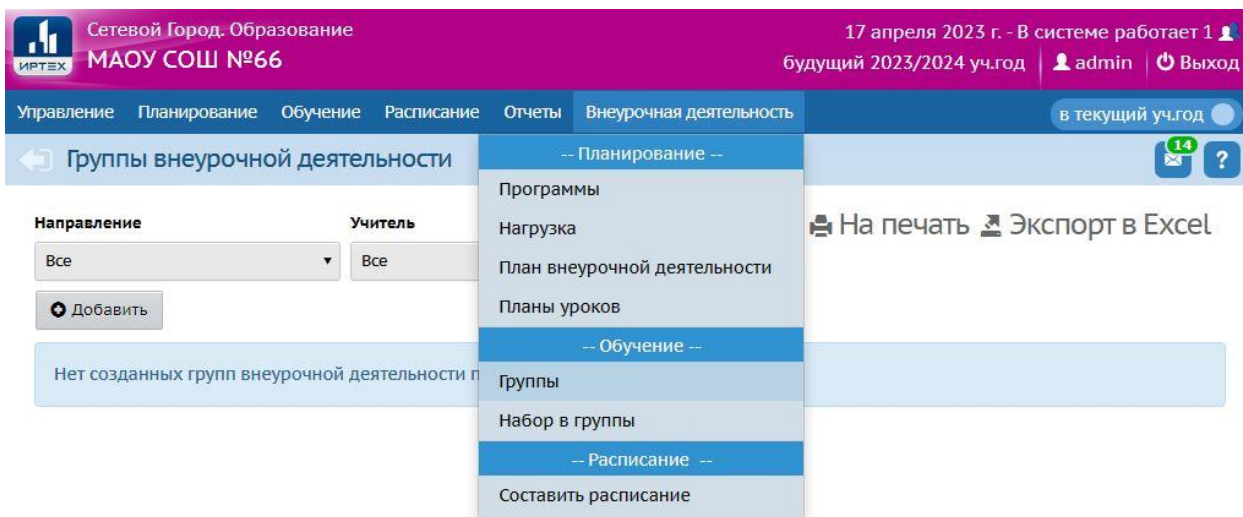 Сетевой Город. Образование
МАОУ СОШ №66
ИРТЕХ
17 апреля 2023 г. - В системе работает 1
будущий 2023/2024 уч.год admin Выход
Управление Планирование Обучение Расписание Отчеты Внеурочная деятельность в текущий уч.год
Группы внеурочной деятельности
14
?
-- Планирование --
Программы
Нагрузка
План внеурочной деятельности
Планы уроков
-- Обучение --
Группы
Набор в группы
-- Расписание --
Составить расписание
Направление Учитель
Все Все
На печать Экспорт в Excel
Добавить
Нет созданных групп внеурочной деятельности